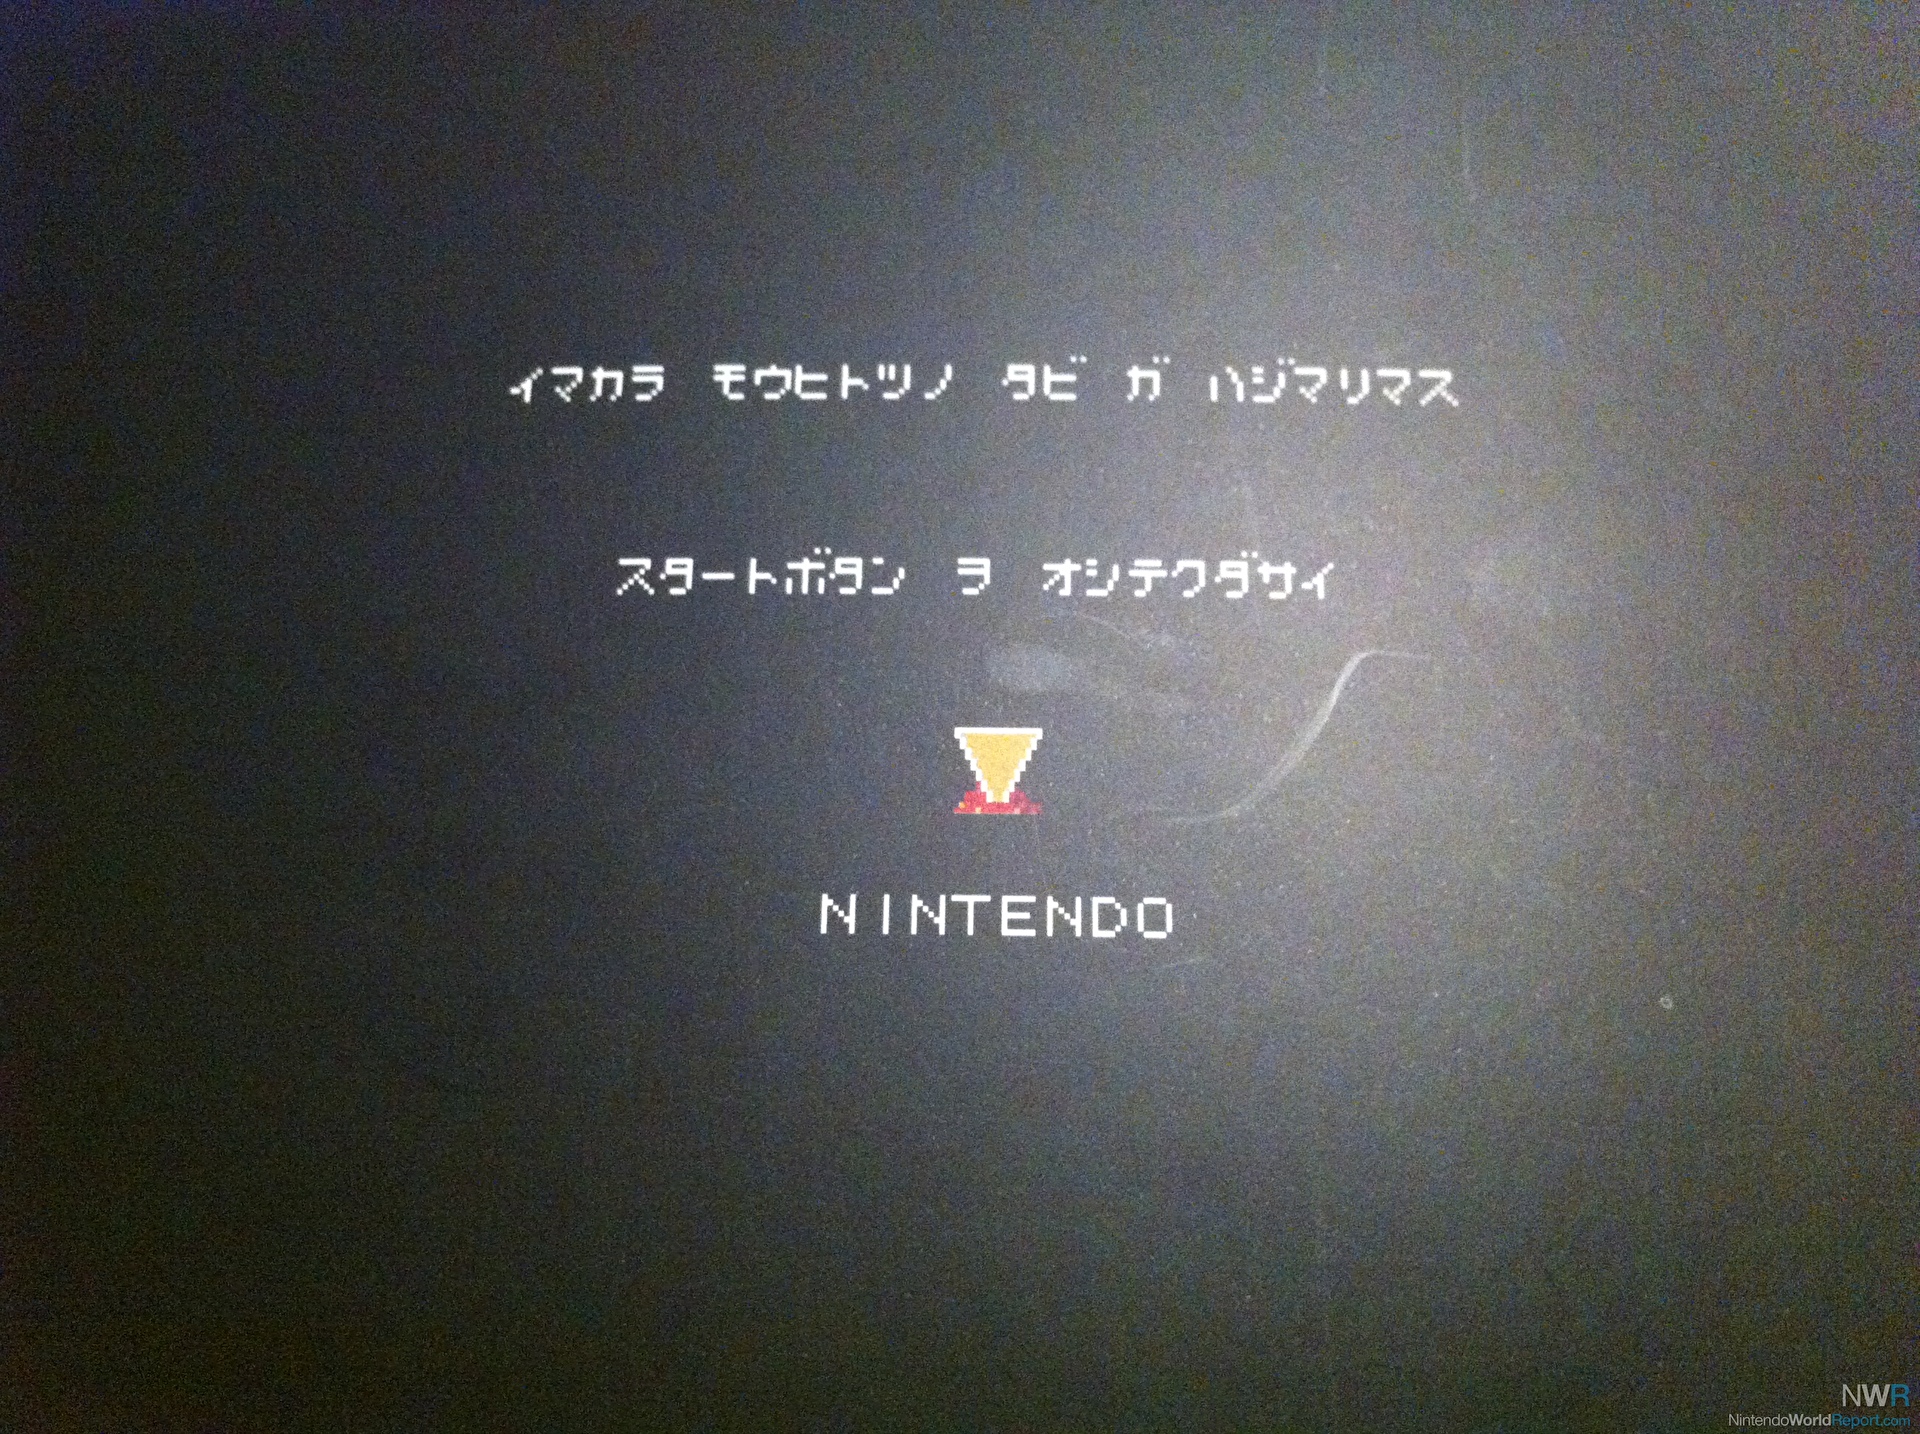 イマカラ モウヒトツノ タビ ガ ハジマリマス
スタートボタン ヲ オシテクダサイ
NINTENDO
NWR
NintendoWorldReport.com